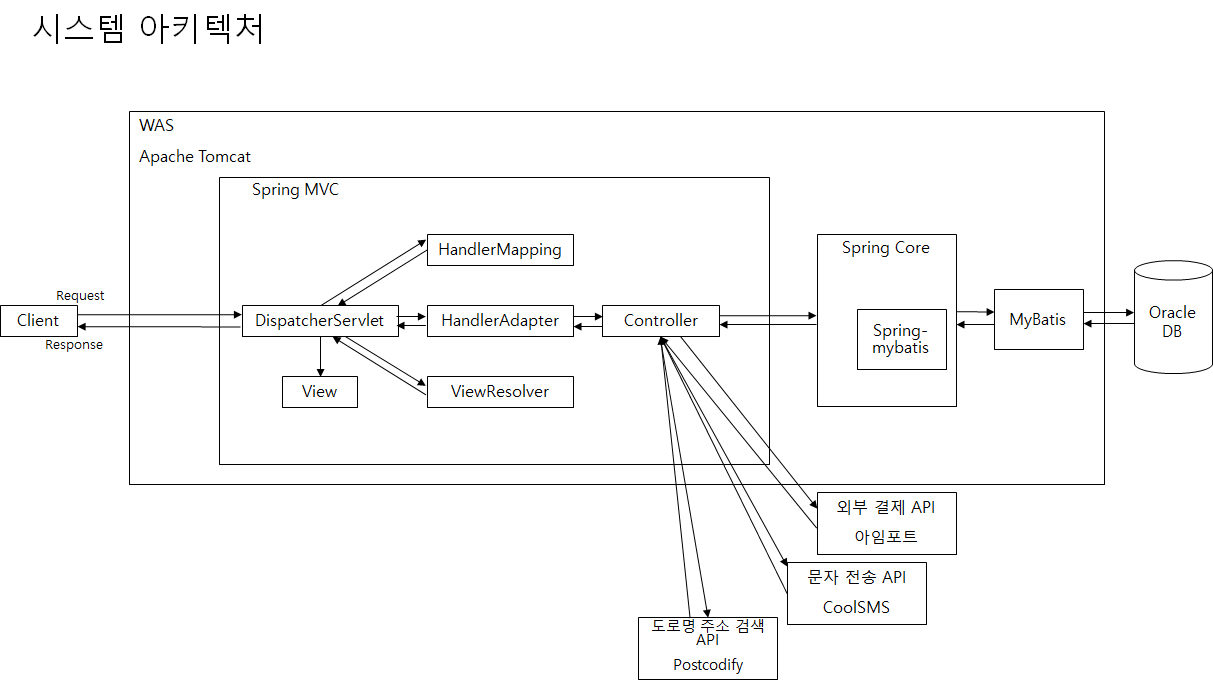 시스템 아키텍처
WAS
Apache Tomcat
Spring MVC
HandlerMapping
Spring Core
Request
Client
DispatcherServlet
HandlerAdapter
Controller
Spring-
mybatis
MyBatis
Oracle
DB
Response
View
ViewResolver
외부 결제 API
아임포트
문자 전송 API
CoolSMS
도로명 주소 검색
API
Postcodify